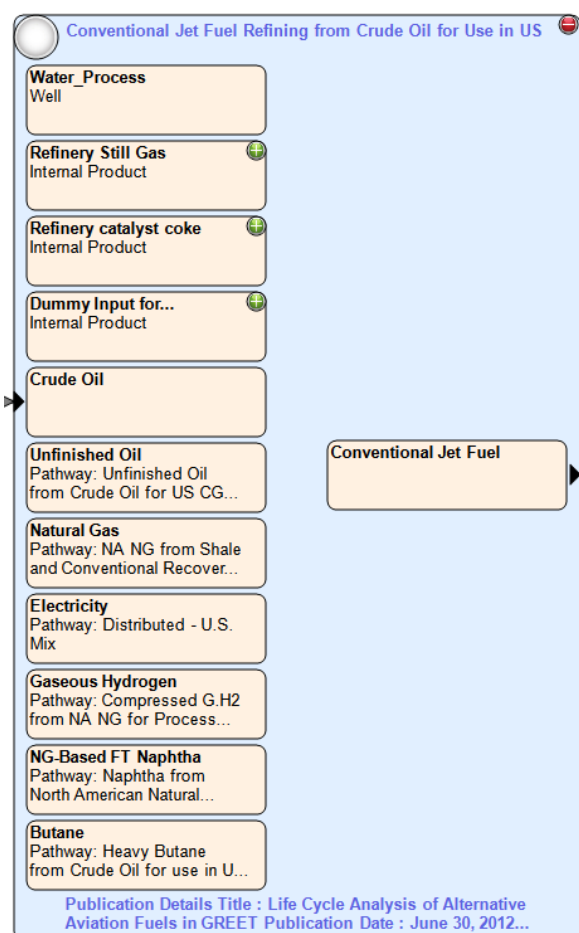 Conventional Jet Fuel Refining from Crude Oil for Use in US
Water_Process
Well
Refinery Still Gas
Internal Product
Refinery catalyst coke
Internal Product
Dummy Input for...
Internal Product
Crude Oil
Unfinished Oil
Pathway: Unfinished Oil
from Crude Oil for US CG...
Natural Gas
Pathway: NA NG from Shale
and Conventional Recover...
Electricity
Pathway: Distributed - U.S.
Mix
Gaseous Hydrogen
Pathway: Compressed G.H2
from NA NG for Process...
NG-Based FT Naphtha
Pathway: Naphtha from
North American Natural...
Butane
Pathway: Heavy Butane
from Crude Oil for use in U...
Conventional Jet Fuel
Publication Details Title : Life Cycle Analysis of Alternative
Aviation Fuels in GREET Publication Date : June 30, 2012...